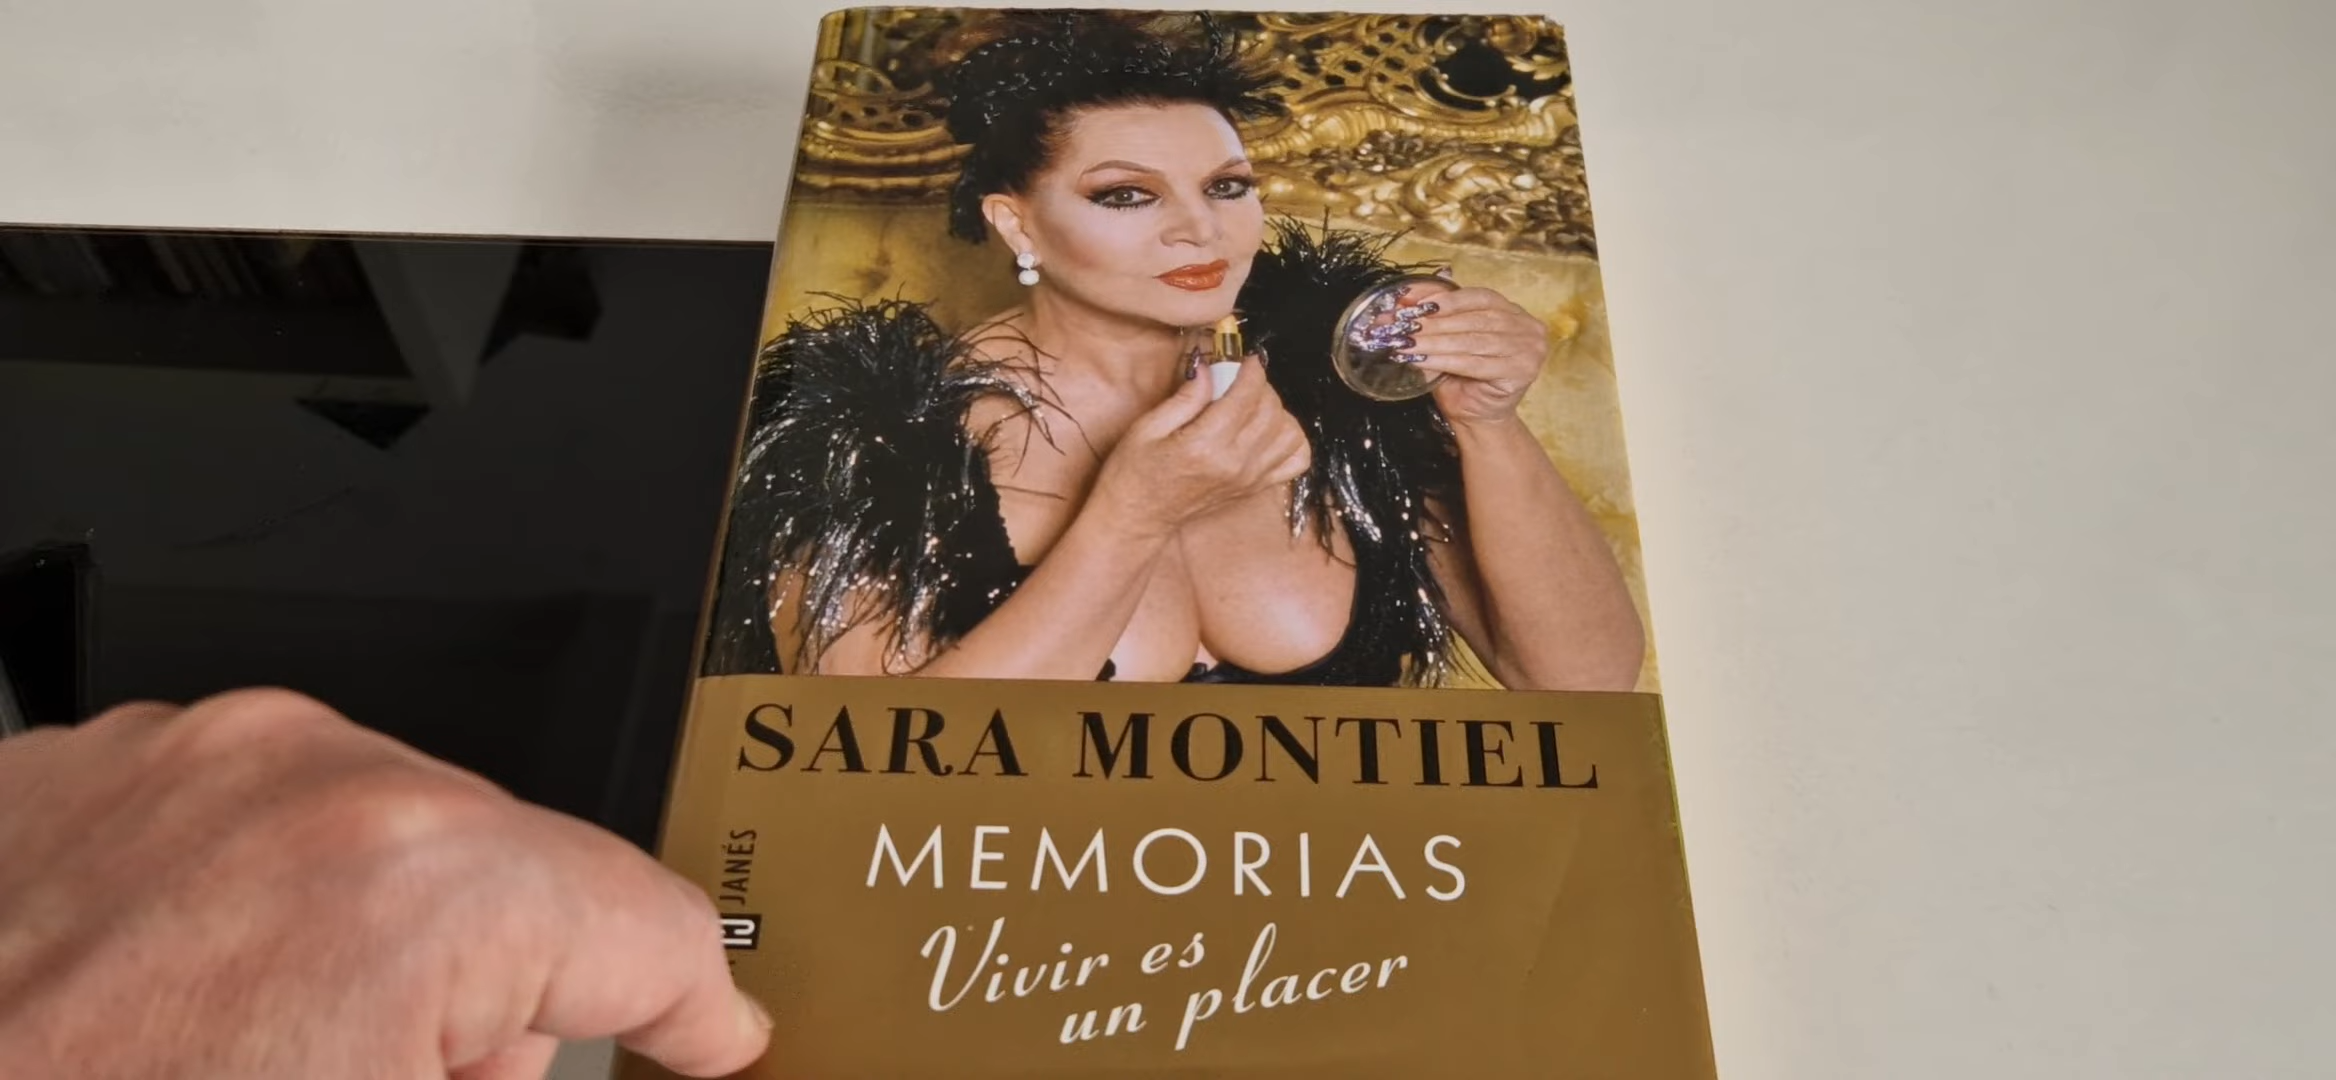 SARA MONTIEL
MEMORIAS
Vivir es
un placer
JANÉS